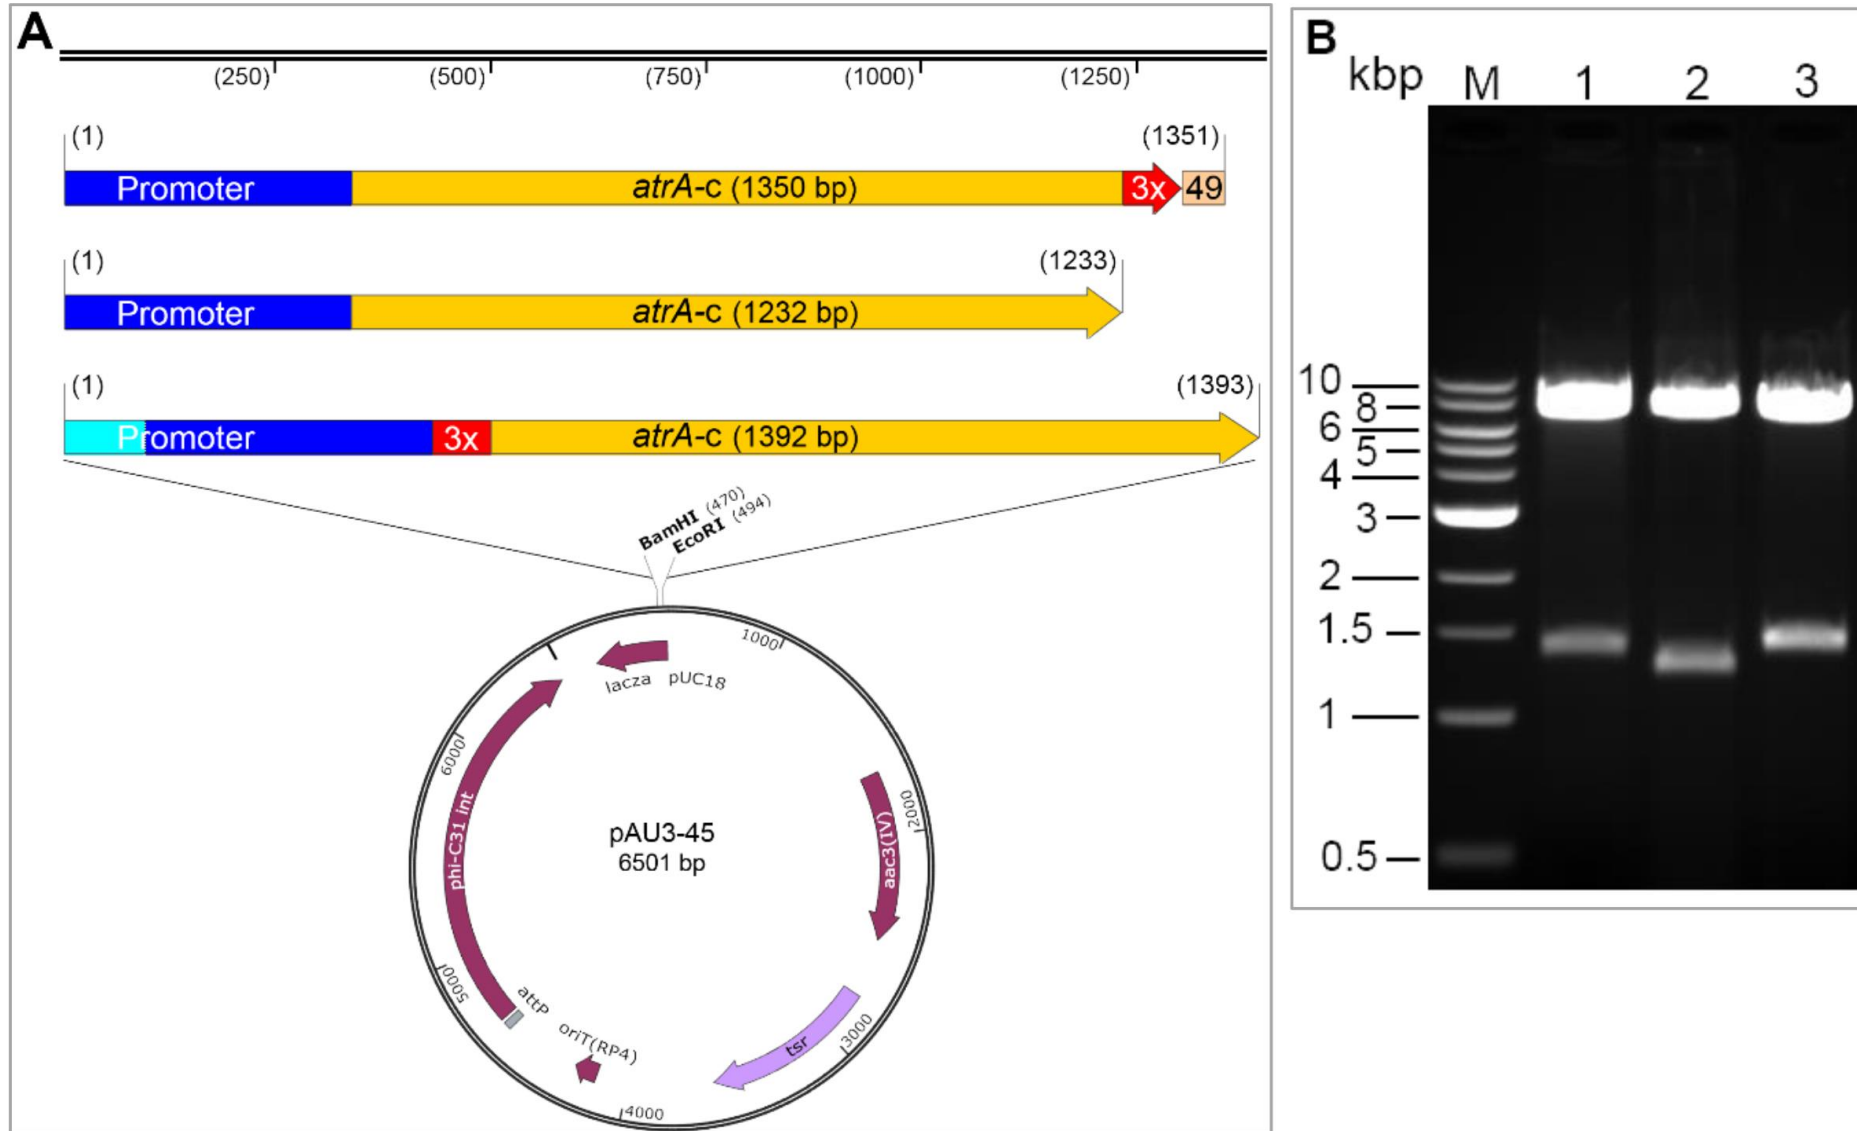 A
(250) (500) (750) (1000) (1250)
(1) (1351)
Promoter atrA-c (1350 bp) 3x 49
(1) (1233)
Promoter atrA-c (1232 bp)
(1) (1393)
Promoter 3x atrA-c (1392 bp)
BamHI (470)
EcoRI (494)
1000
lacza pUC18
6000
2000
phi-C31 int
pAU3-45
6501 bp
aac3(IV)
5000
attP
oriT(RP4)
tsr
3000
4000
B
kbp M 1 2 3
10
8
6
5
4
3
2
1.5
1
0.5